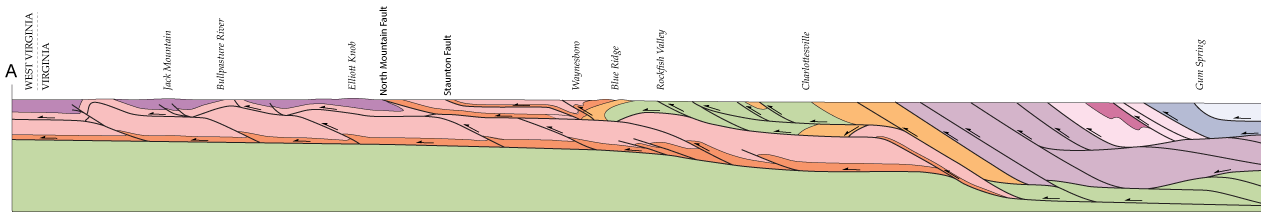 A
WEST VIRGINIA
VIRGINIA
Jack Mountain
Bullpasture River
Elliott Knob
North Mountain Fault
Staunton Fault
Waynesboro
Blue Ridge
Rockfish Valley
Charlottesville
Gum Spring